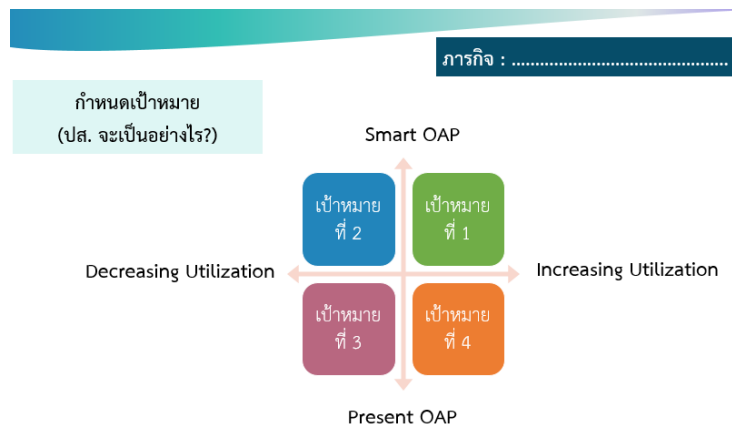 ภารกิจ : ..............................................
กำหนดเป้าหมาย
(ปส. จะเป็นอย่างไร?)
Smart OAP
เป้าหมาย
ที่ 2
เป้าหมาย
ที่ 1
Decreasing Utilization
Increasing Utilization
เป้าหมาย
ที่ 3
เป้าหมาย
ที่ 4
Present OAP